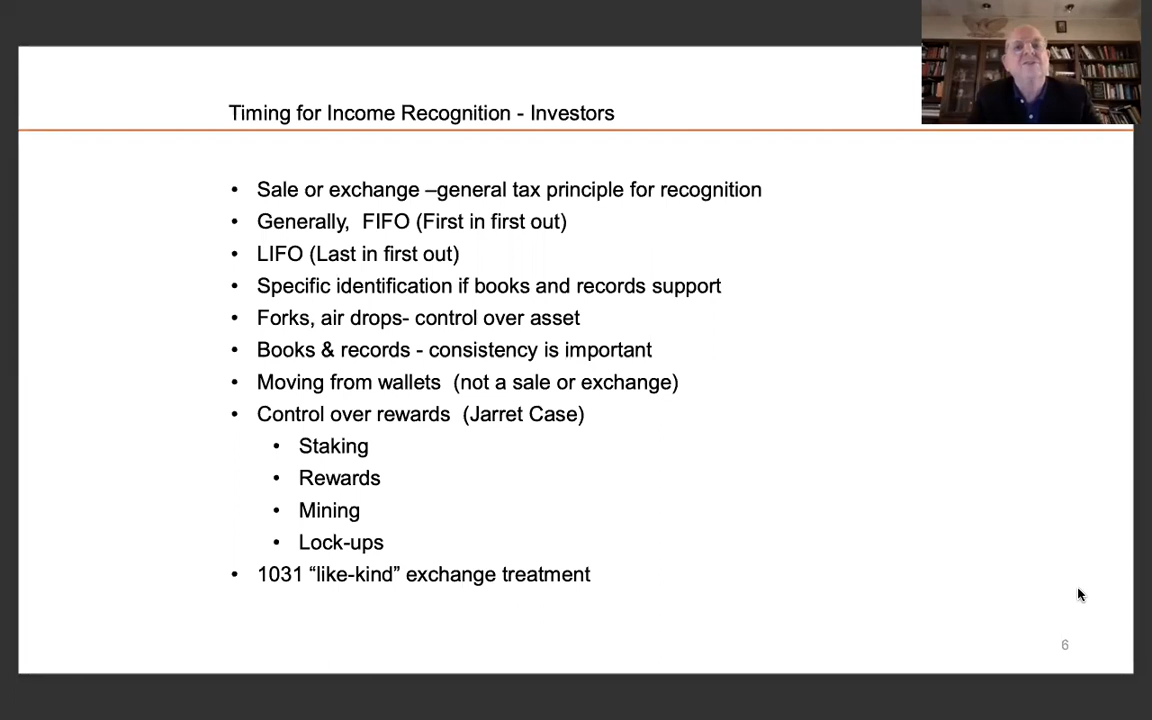 Timing for Income Recognition - Investors
• Sale or exchange –general tax principle for recognition
• Generally, FIFO (First in first out)
• LIFO (Last in first out)
• Specific identification if books and records support
• Forks, air drops- control over asset
• Books & records - consistency is important
• Moving from wallets (not a sale or exchange)
• Control over rewards (Jarret Case)
• Staking
• Rewards
• Mining
• Lock-ups
• 1031 “like-kind” exchange treatment
6